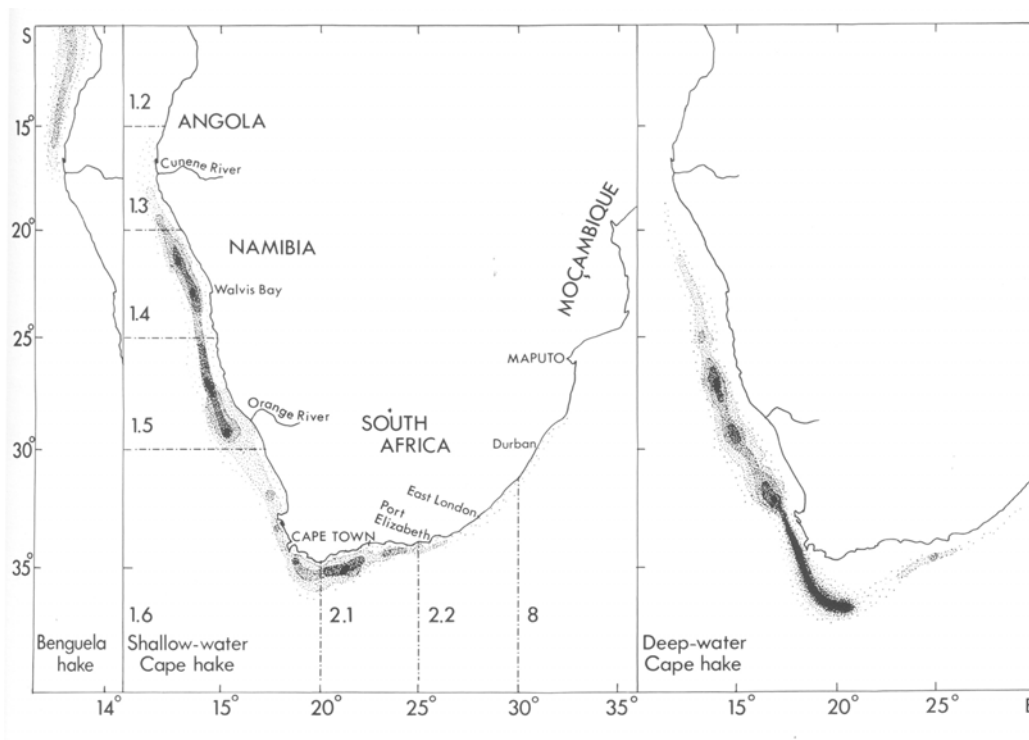 S
15°
20°
25°
30°
35°
Benguela
hake
14°
1.2
ANGOLA
Cunene River
1.3
NAMIBIA
Walvis Bay
1.4
1.5
Orange River
SOUTH
AFRICA
MOÇAMBIQUE
MAPUTO
Durban
East London
Port
Elizabeth
CAPE TOWN
1.6
2.1
2.2
8
Shallow-water
Cape hake
15°
20°
25°
30°
35°
Deep-water
Cape hake
15°
25°